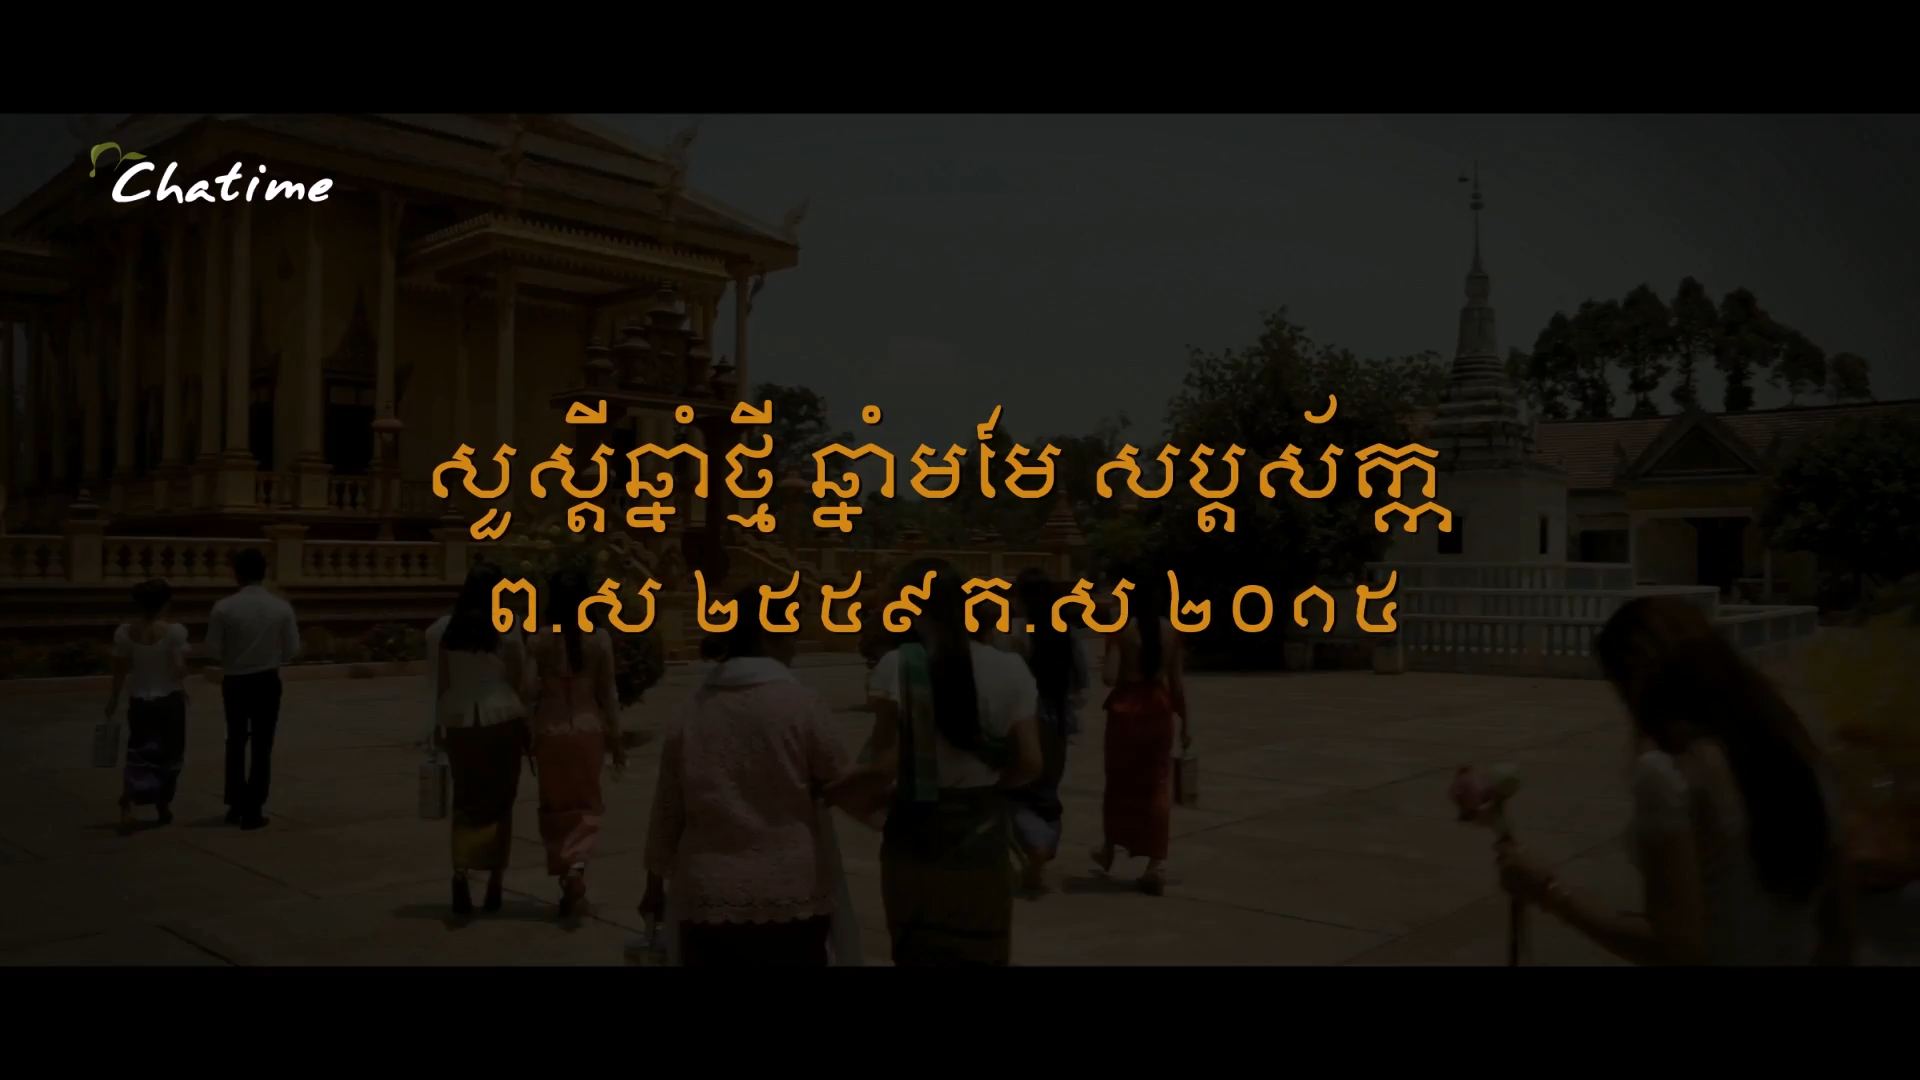 Chatime
សួស្តីឆ្នាំថ្មី ឆ្នាំមមែ៍ សប្តស័ក្ក
ព.ស ២៥៥៩ ក.ស ២០១៥